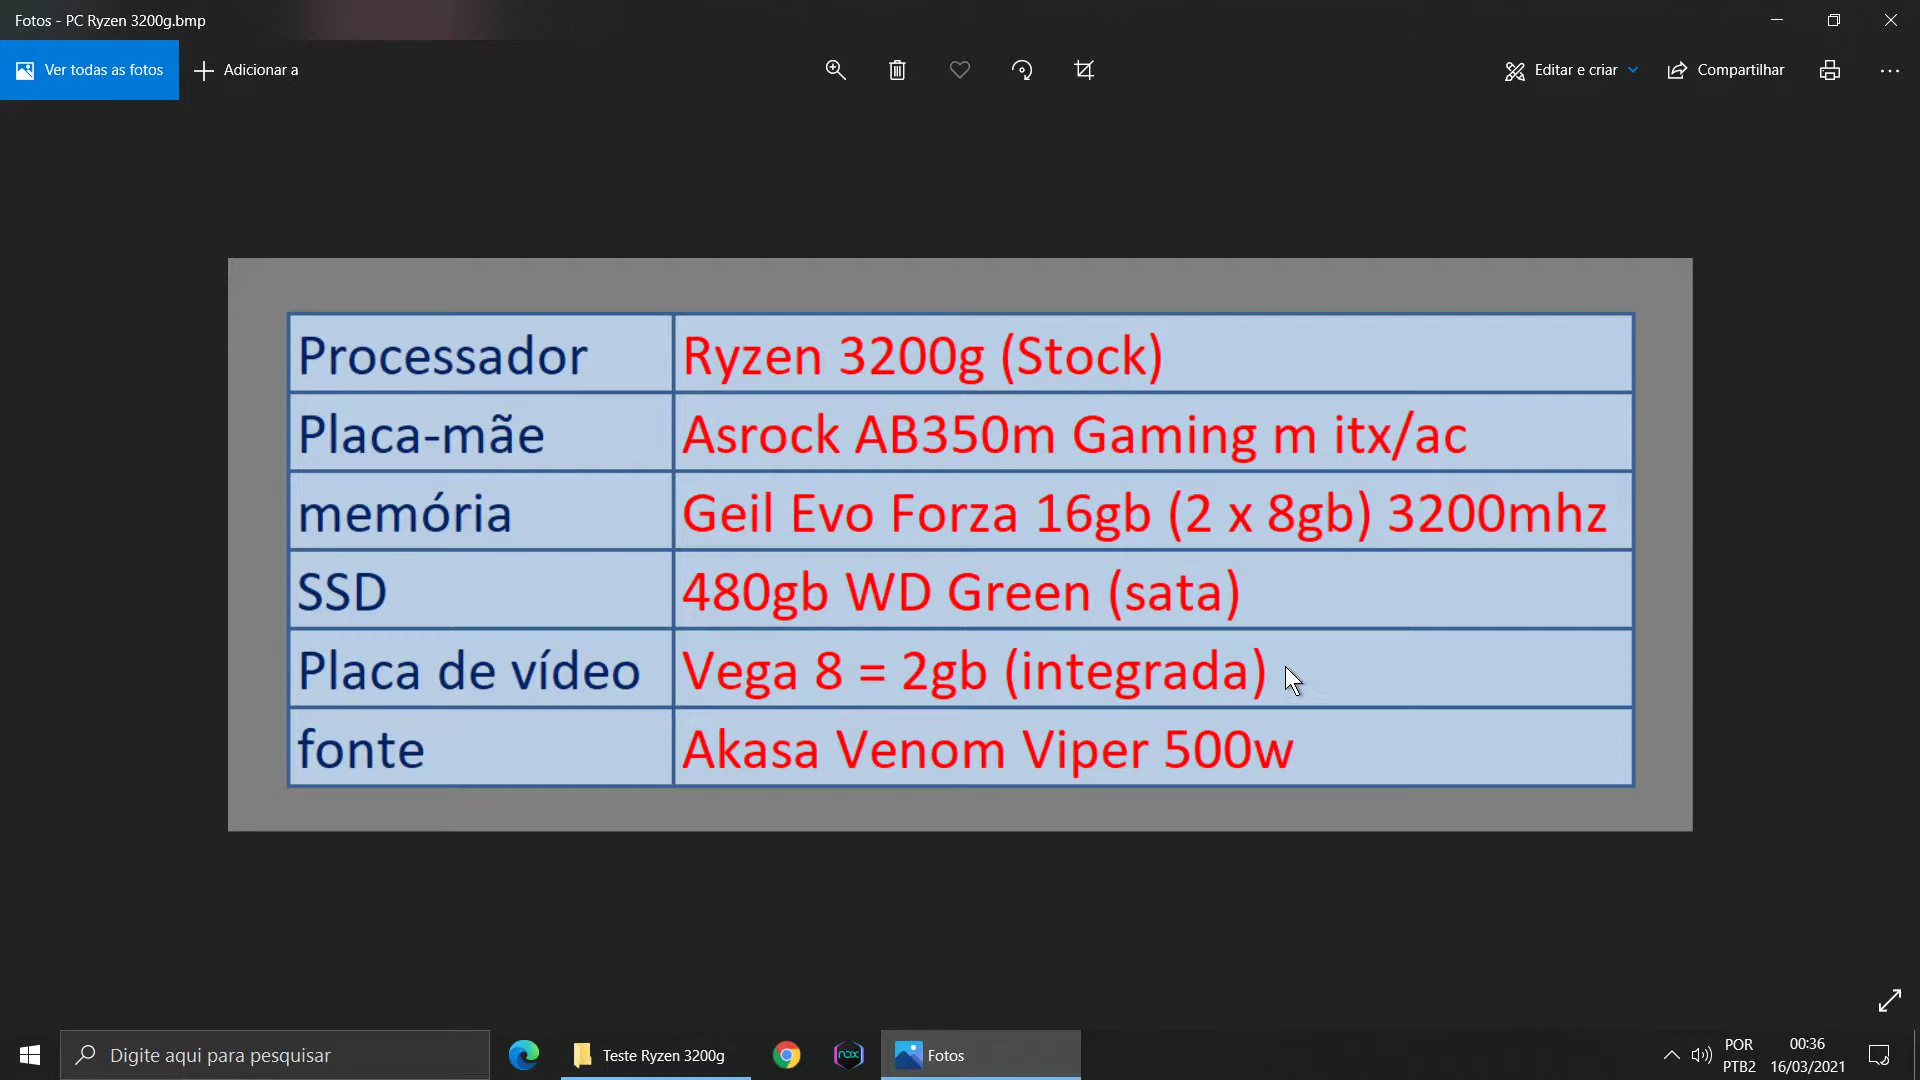 Fotos - PC Ryzen 3200g.bmp
Ver todas as fotos
Adicionar a
Editar e criar
Compartilhar
Processador Ryzen 3200g (Stock)
Placa-mãe Asrock AB350m Gaming m itx/ac
memória Geil Evo Forza 16gb (2 x 8gb) 3200mhz
SSD 480gb WD Green (sata)
Placa de vídeo Vega 8 = 2gb (integrada)
fonte Akasa Venom Viper 500w
Digite aqui para pesquisar
Teste Ryzen 3200g
nox
Fotos
POR
PTB2
00:36
16/03/2021